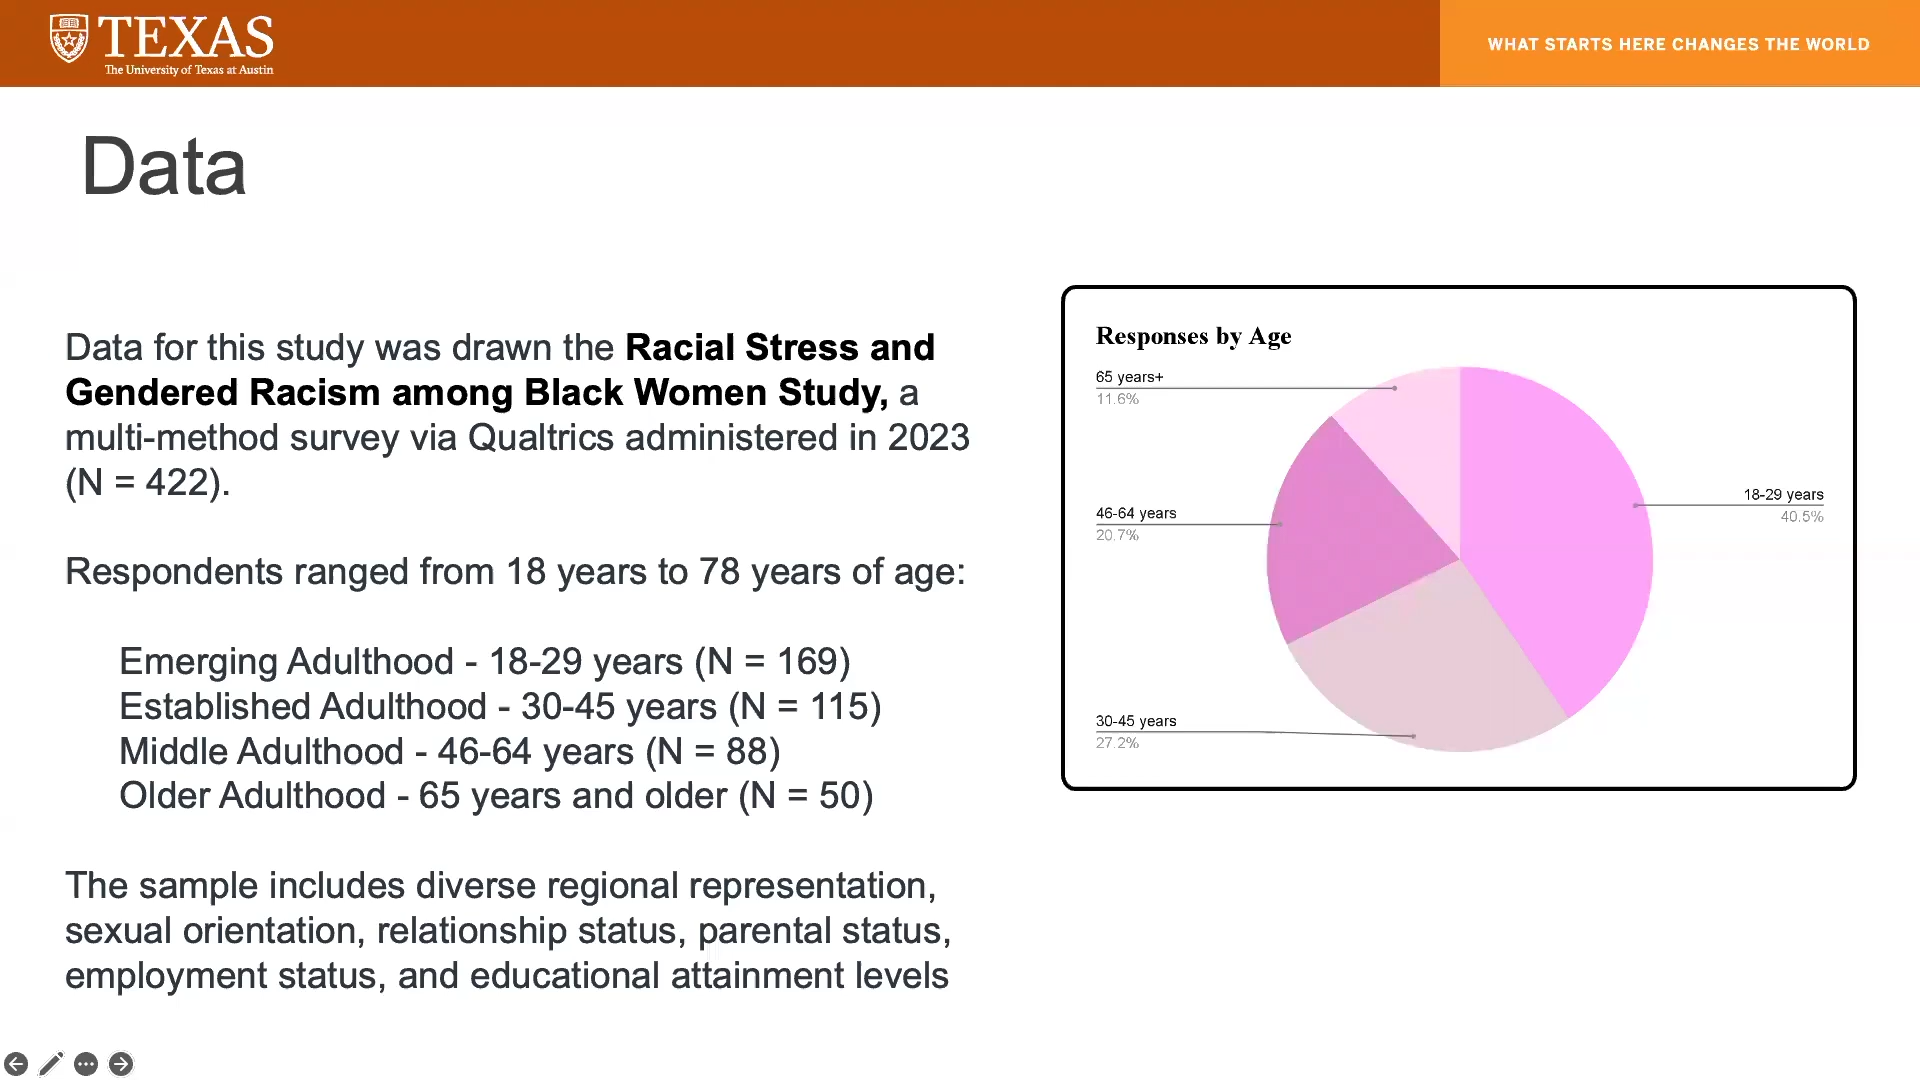 TEXAS
The University of Texas at Austin
WHAT STARTS HERE CHANGES THE WORLD
Data
Data for this study was drawn the Racial Stress and
Gendered Racism among Black Women Study, a
multi-method survey via Qualtrics administered in 2023
(N = 422).
Respondents ranged from 18 years to 78 years of age:
Emerging Adulthood - 18-29 years (N = 169)
Established Adulthood - 30-45 years (N = 115)
Middle Adulthood - 46-64 years (N = 88)
Older Adulthood - 65 years and older (N = 50)
The sample includes diverse regional representation,
sexual orientation, relationship status, parental status,
employment status, and educational attainment levels
Responses by Age
65 years+
11.6%
18-29 years
40.5%
46-64 years
20.7%
30-45 years
27.2%